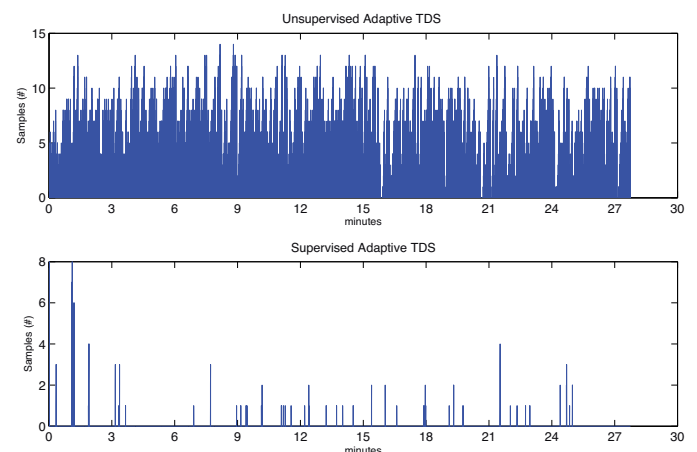 Unsupervised Adaptive TDS
15
10
5
0
Samples (#)
0 3 6 9 12 15 18 21 24 27 30
minutes
Supervised Adaptive TDS
8
6
4
2
0
Samples (#)
0 3 6 9 12 15 18 21 24 27 30
minutes